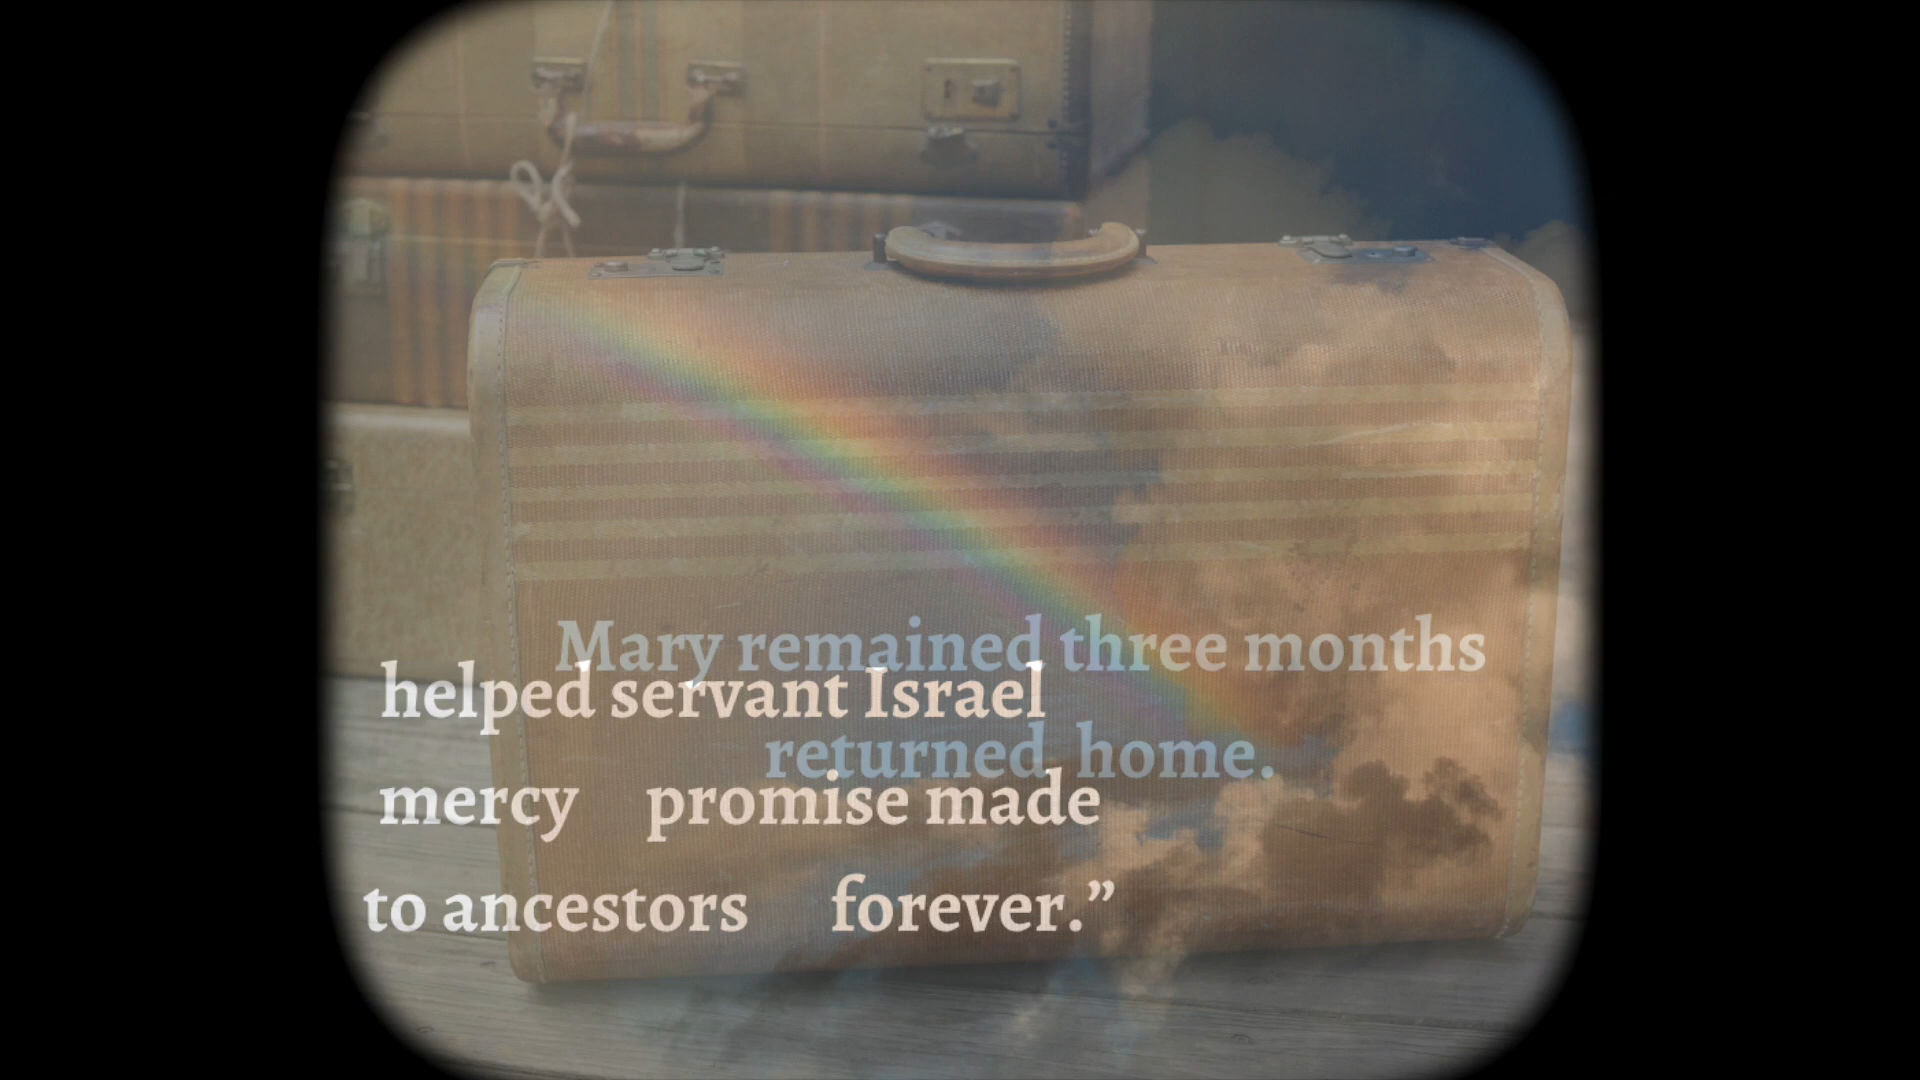 Mary remained three months
helped servant Israel
returned home.
mercy promise made
to ancestors forever.”